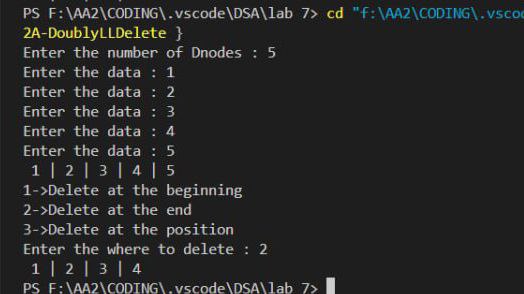 PS F:\AA2\CODING\.vscode\DSA\lab 7> cd "f:\AA2\CODING\.vsco
2A-DoublyLLDelete }
Enter the number of Dnodes : 5
Enter the data : 1
Enter the data : 2
Enter the data : 3
Enter the data : 4
Enter the data : 5
 1 | 2 | 3 | 4 | 5
1->Delete at the beginning
2->Delete at the end
3->Delete at the position
Enter the where to delete : 2
 1 | 2 | 3 | 4
PS F:\AA2\CODING\.vscode\DSA\lab 7>